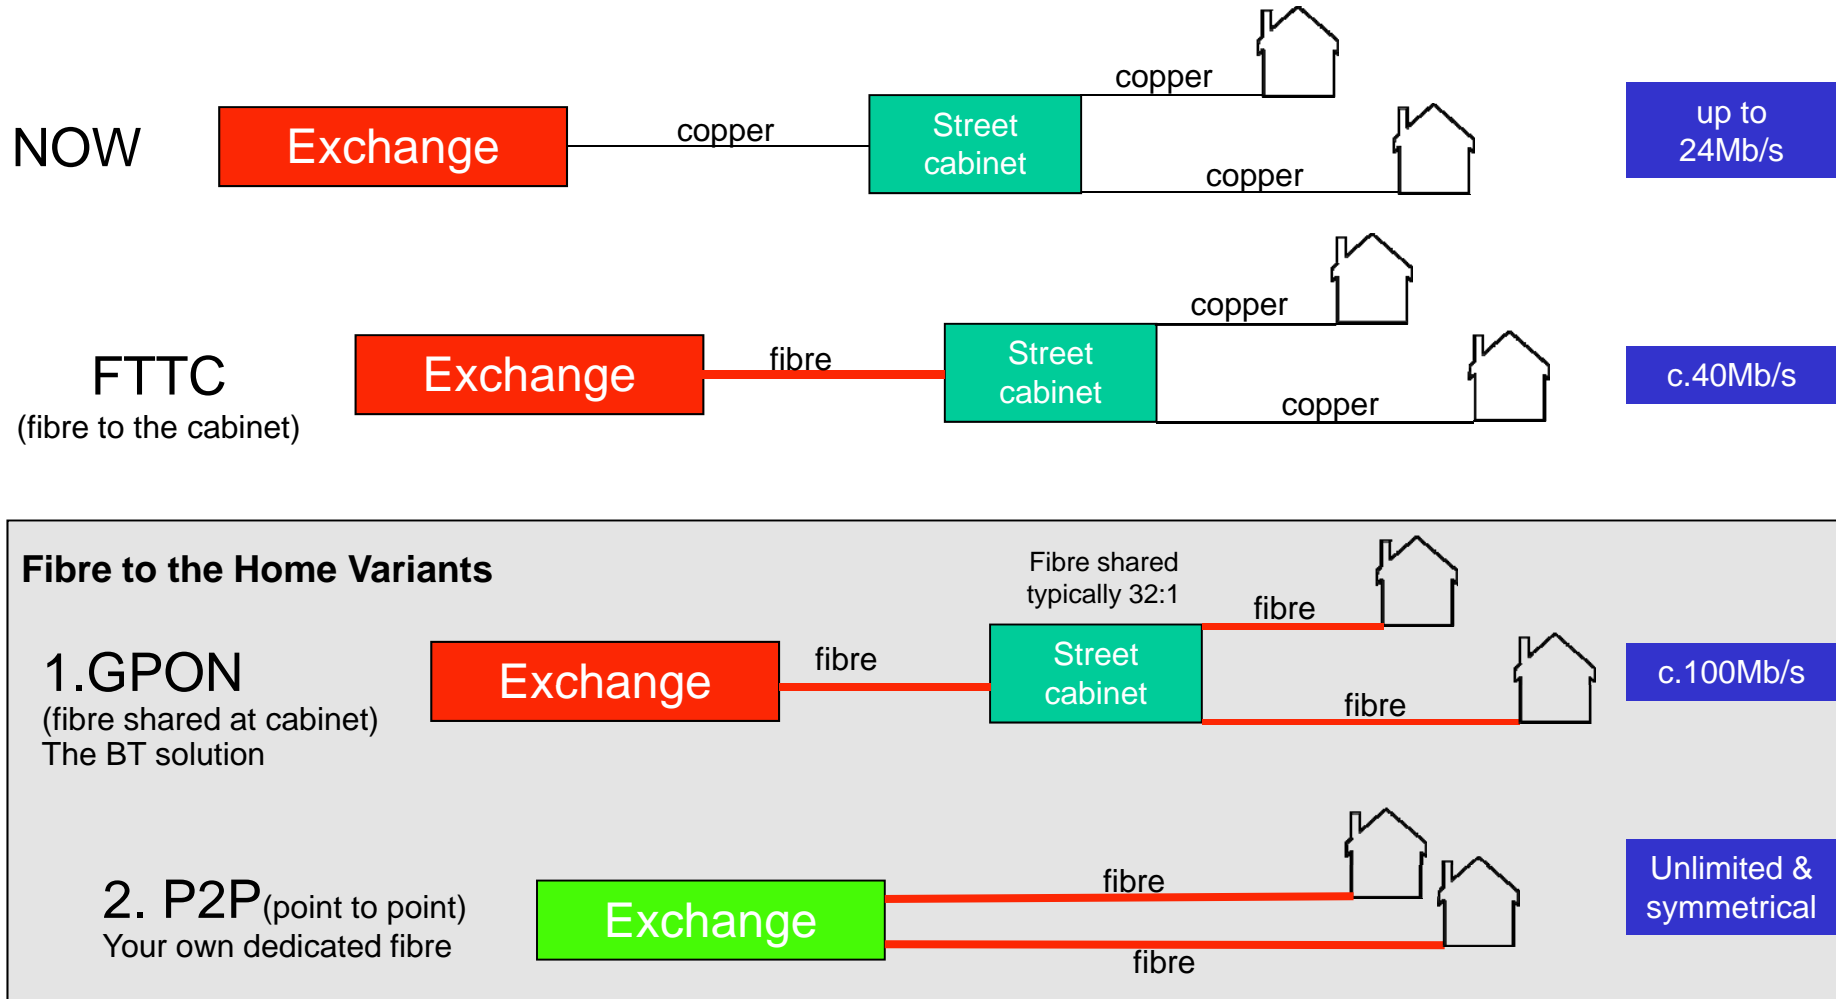 copper
NOW
Exchange
copper
Street
cabinet
copper
up to
24Mb/s
FTTC
(fibre to the cabinet)
Exchange
fibre
Street
cabinet
copper
copper
c.40Mb/s
Fibre to the Home Variants
Fibre shared
typically 32:1
1.GPON
(fibre shared at cabinet)
The BT solution
Exchange
fibre
Street
cabinet
fibre
fibre
c.100Mb/s
2. P2P(point to point)
Your own dedicated fibre
Exchange
fibre
fibre
Unlimited &
symmetrical